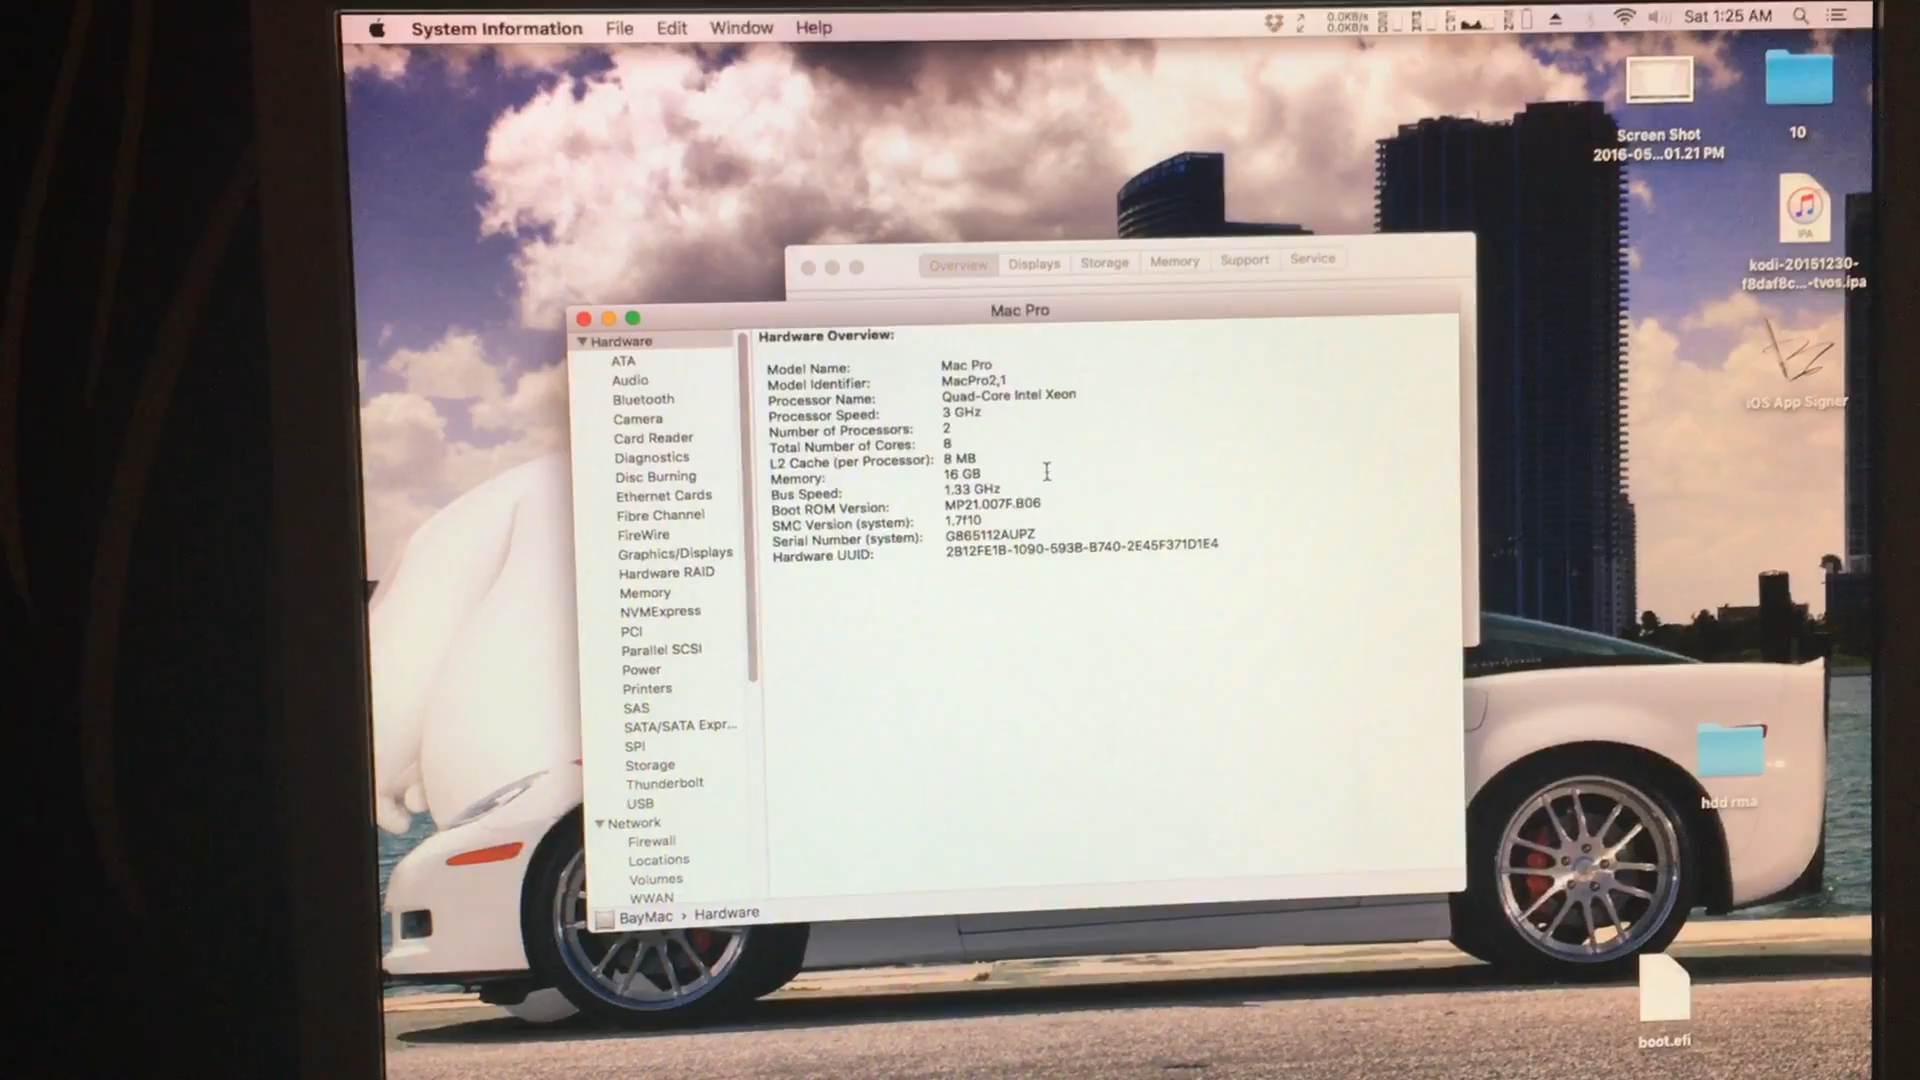 System Information File Edit Window Help
0.0KB/s
0.0KB/s
Sat 1:25 AM
Screen Shot
2016-05...01.21 PM
10
IPA
kodi-20151230-
f8daf8c...-tvos.ipa
iOS App Signer
hdd rma
boot.efi
Overview Displays Storage Memory Support Service
Mac Pro
Hardware
ATA
Audio
Bluetooth
Camera
Card Reader
Diagnostics
Disc Burning
Ethernet Cards
Fibre Channel
FireWire
Graphics/Displays
Hardware RAID
Memory
NVMExpress
PCI
Parallel SCSI
Power
Printers
SAS
SATA/SATA Expr...
SPI
Storage
Thunderbolt
USB
Network
Firewall
Locations
Volumes
WWAN
BayMac › Hardware
Hardware Overview:
Model Name: Mac Pro
Model Identifier: MacPro2,1
Processor Name: Quad-Core Intel Xeon
Processor Speed: 3 GHz
Number of Processors: 2
Total Number of Cores: 8
L2 Cache (per Processor): 8 MB
Memory: 16 GB
Bus Speed: 1.33 GHz
Boot ROM Version: MP21.007F.B06
SMC Version (system): 1.7f10
Serial Number (system): G865112AUPZ
Hardware UUID: 2B12FE1B-1090-593B-B740-2E45F371D1E4